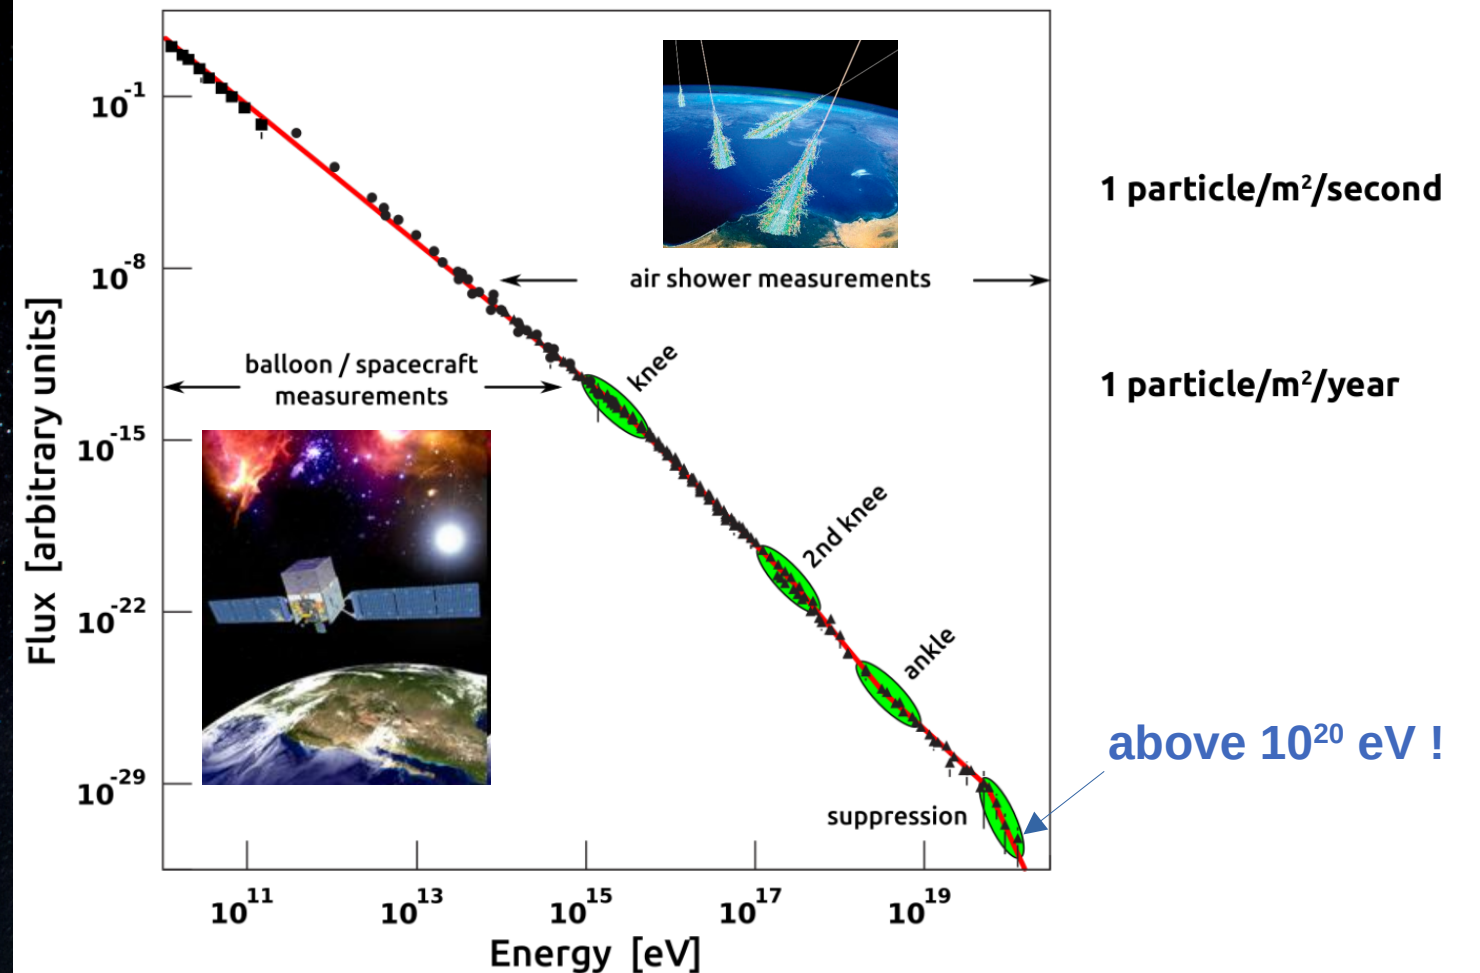 10⁻¹
10⁻⁸
10⁻¹⁵
10⁻²²
10⁻²⁹
Flux [arbitrary units]
air shower measurements
balloon / spacecraft
measurements
knee
2nd knee
ankle
suppression
10¹¹
10¹³
10¹⁵
10¹⁷
10¹⁹
Energy [eV]
1 particle/m²/second
1 particle/m²/year
above 10²⁰ eV !